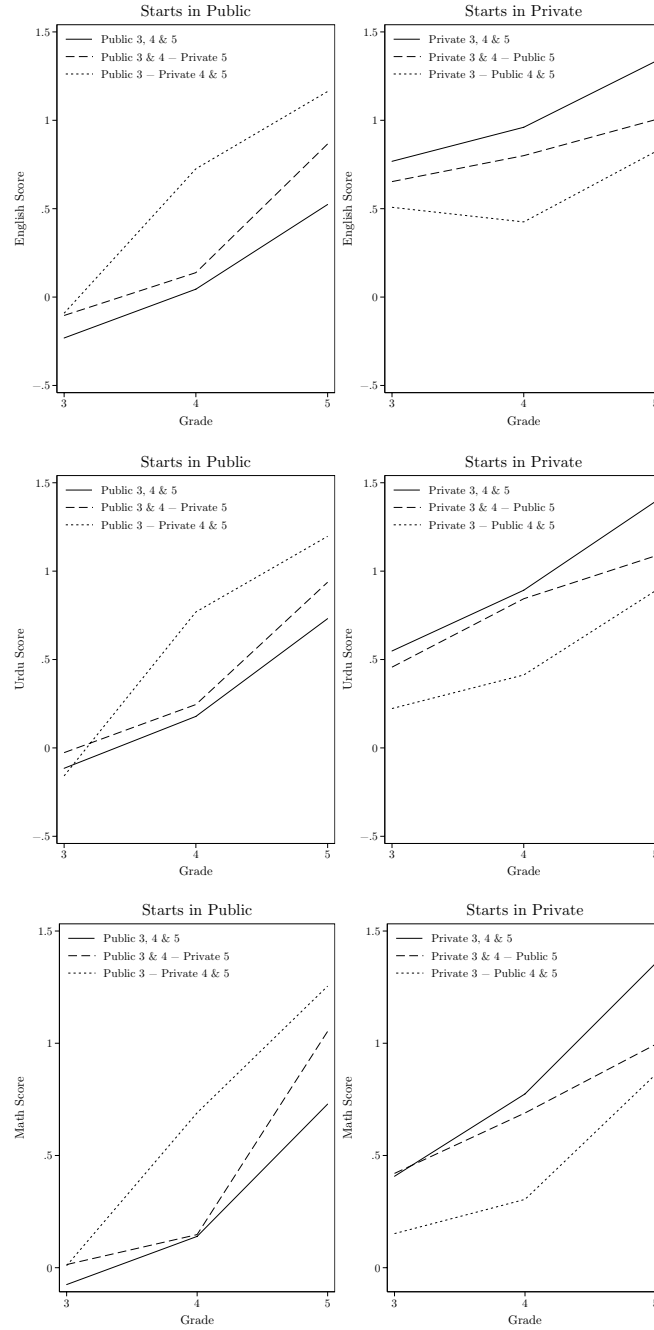 Starts in Public
1.5
1
.5
0
−.5
English Score
Public 3, 4 & 5
Public 3 & 4 − Private 5
Public 3 − Private 4 & 5
3 4 5
Grade
Starts in Private
1.5
1
.5
0
−.5
English Score
Private 3, 4 & 5
Private 3 & 4 − Public 5
Private 3 − Public 4 & 5
3 4 5
Grade
Starts in Public
1.5
1
.5
0
−.5
Urdu Score
Public 3, 4 & 5
Public 3 & 4 − Private 5
Public 3 − Private 4 & 5
3 4 5
Grade
Starts in Private
1.5
1
.5
0
−.5
Urdu Score
Private 3, 4 & 5
Private 3 & 4 − Public 5
Private 3 − Public 4 & 5
3 4 5
Grade
Starts in Public
1.5
1
.5
0
Math Score
Public 3, 4 & 5
Public 3 & 4 − Private 5
Public 3 − Private 4 & 5
3 4 5
Grade
Starts in Private
1.5
1
.5
0
Math Score
Private 3, 4 & 5
Private 3 & 4 − Public 5
Private 3 − Public 4 & 5
3 4 5
Grade